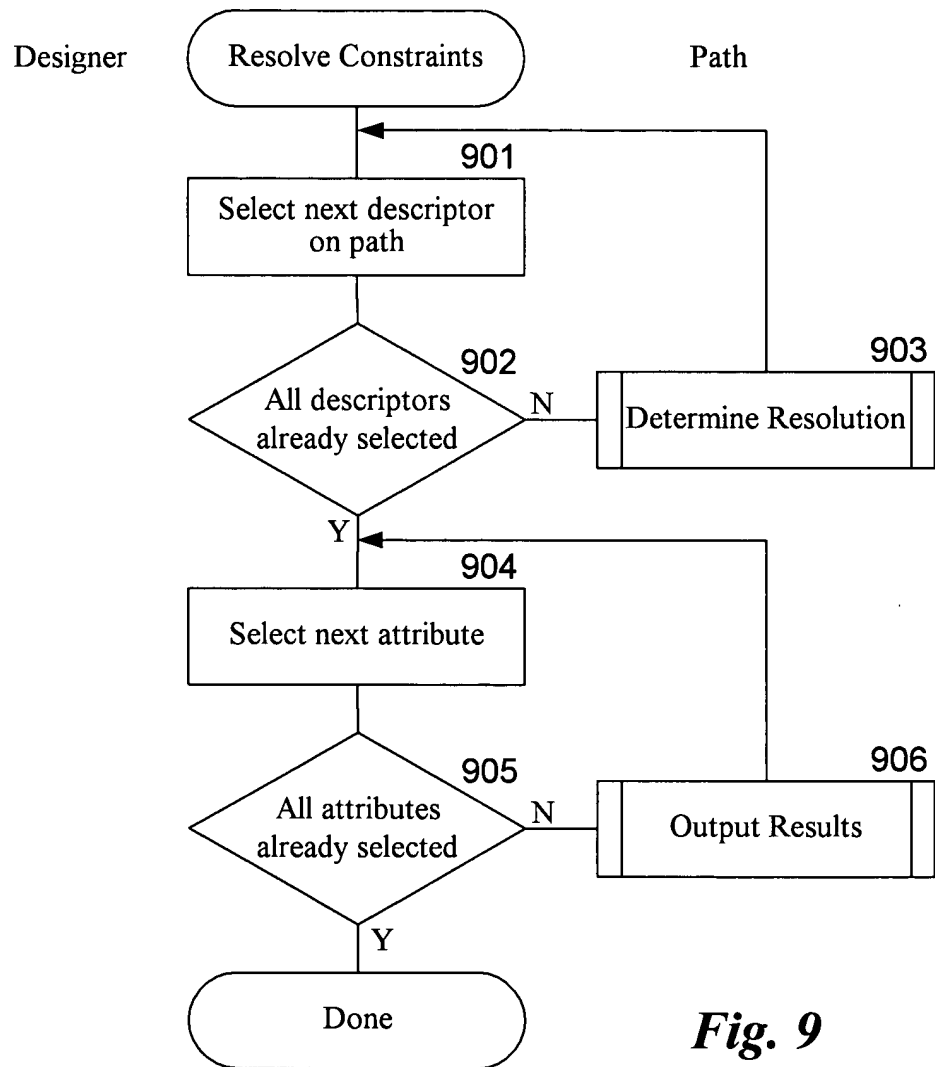 Designer
Resolve Constraints
Path
901
Select next descriptor
on path
902
All descriptors
already selected
N
903
Determine Resolution
Y
904
Select next attribute
905
All attributes
already selected
N
906
Output Results
Y
Done
Fig. 9